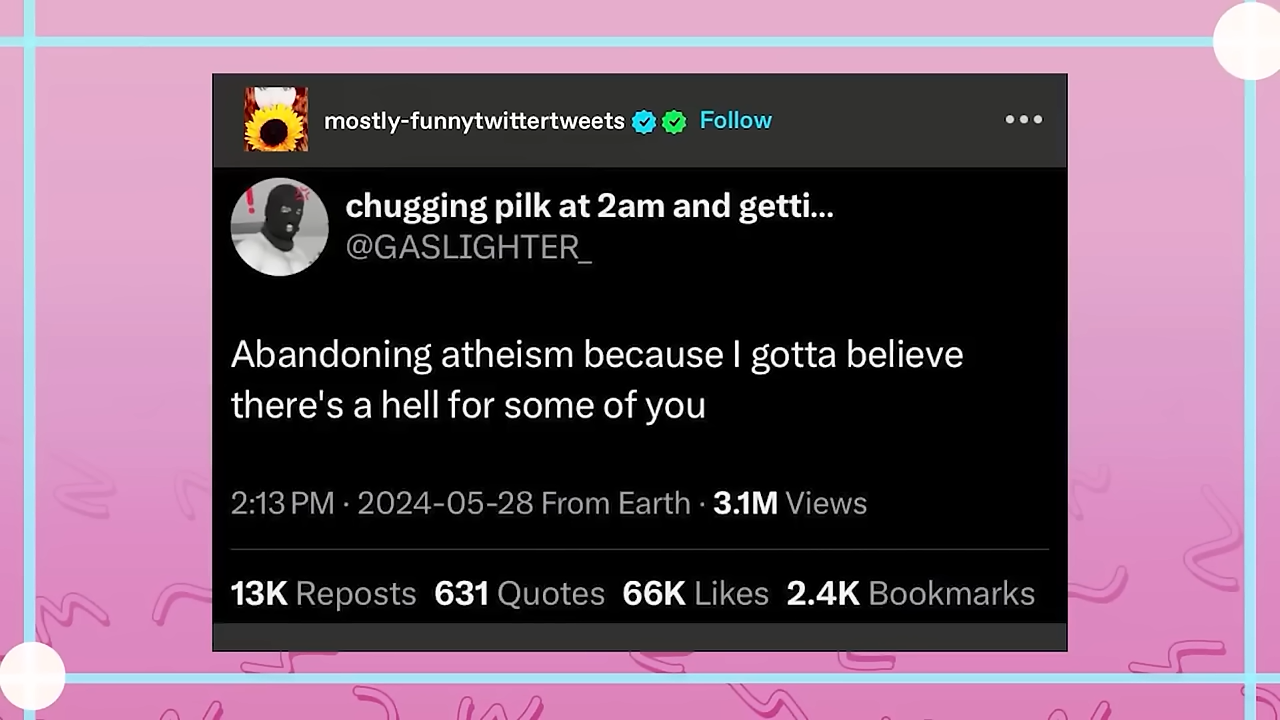 mostly-funnytwittertweets Follow
chugging pilk at 2am and getti...
@GASLIGHTER_
Abandoning atheism because I gotta believe
there's a hell for some of you
2:13 PM · 2024-05-28 From Earth · 3.1M Views
13K Reposts 631 Quotes 66K Likes 2.4K Bookmarks